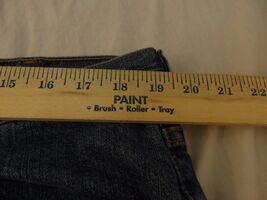 15 16 17 18 19 20 21 22
PAINT
• Brush • Roller • Tray